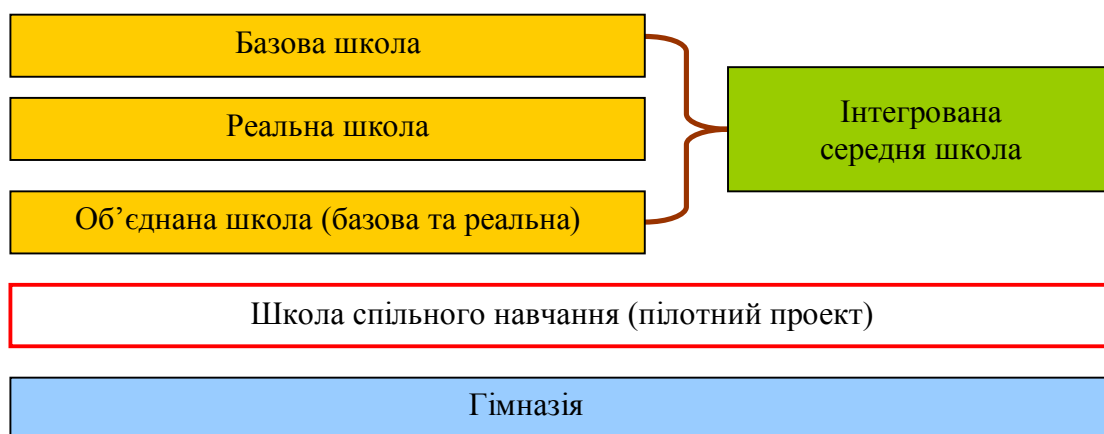 Базова школа
Реальна школа
Об’єднана школа (базова та реальна)
Інтегрована
середня школа
Школа спільного навчання (пілотний проект)
Гімназія